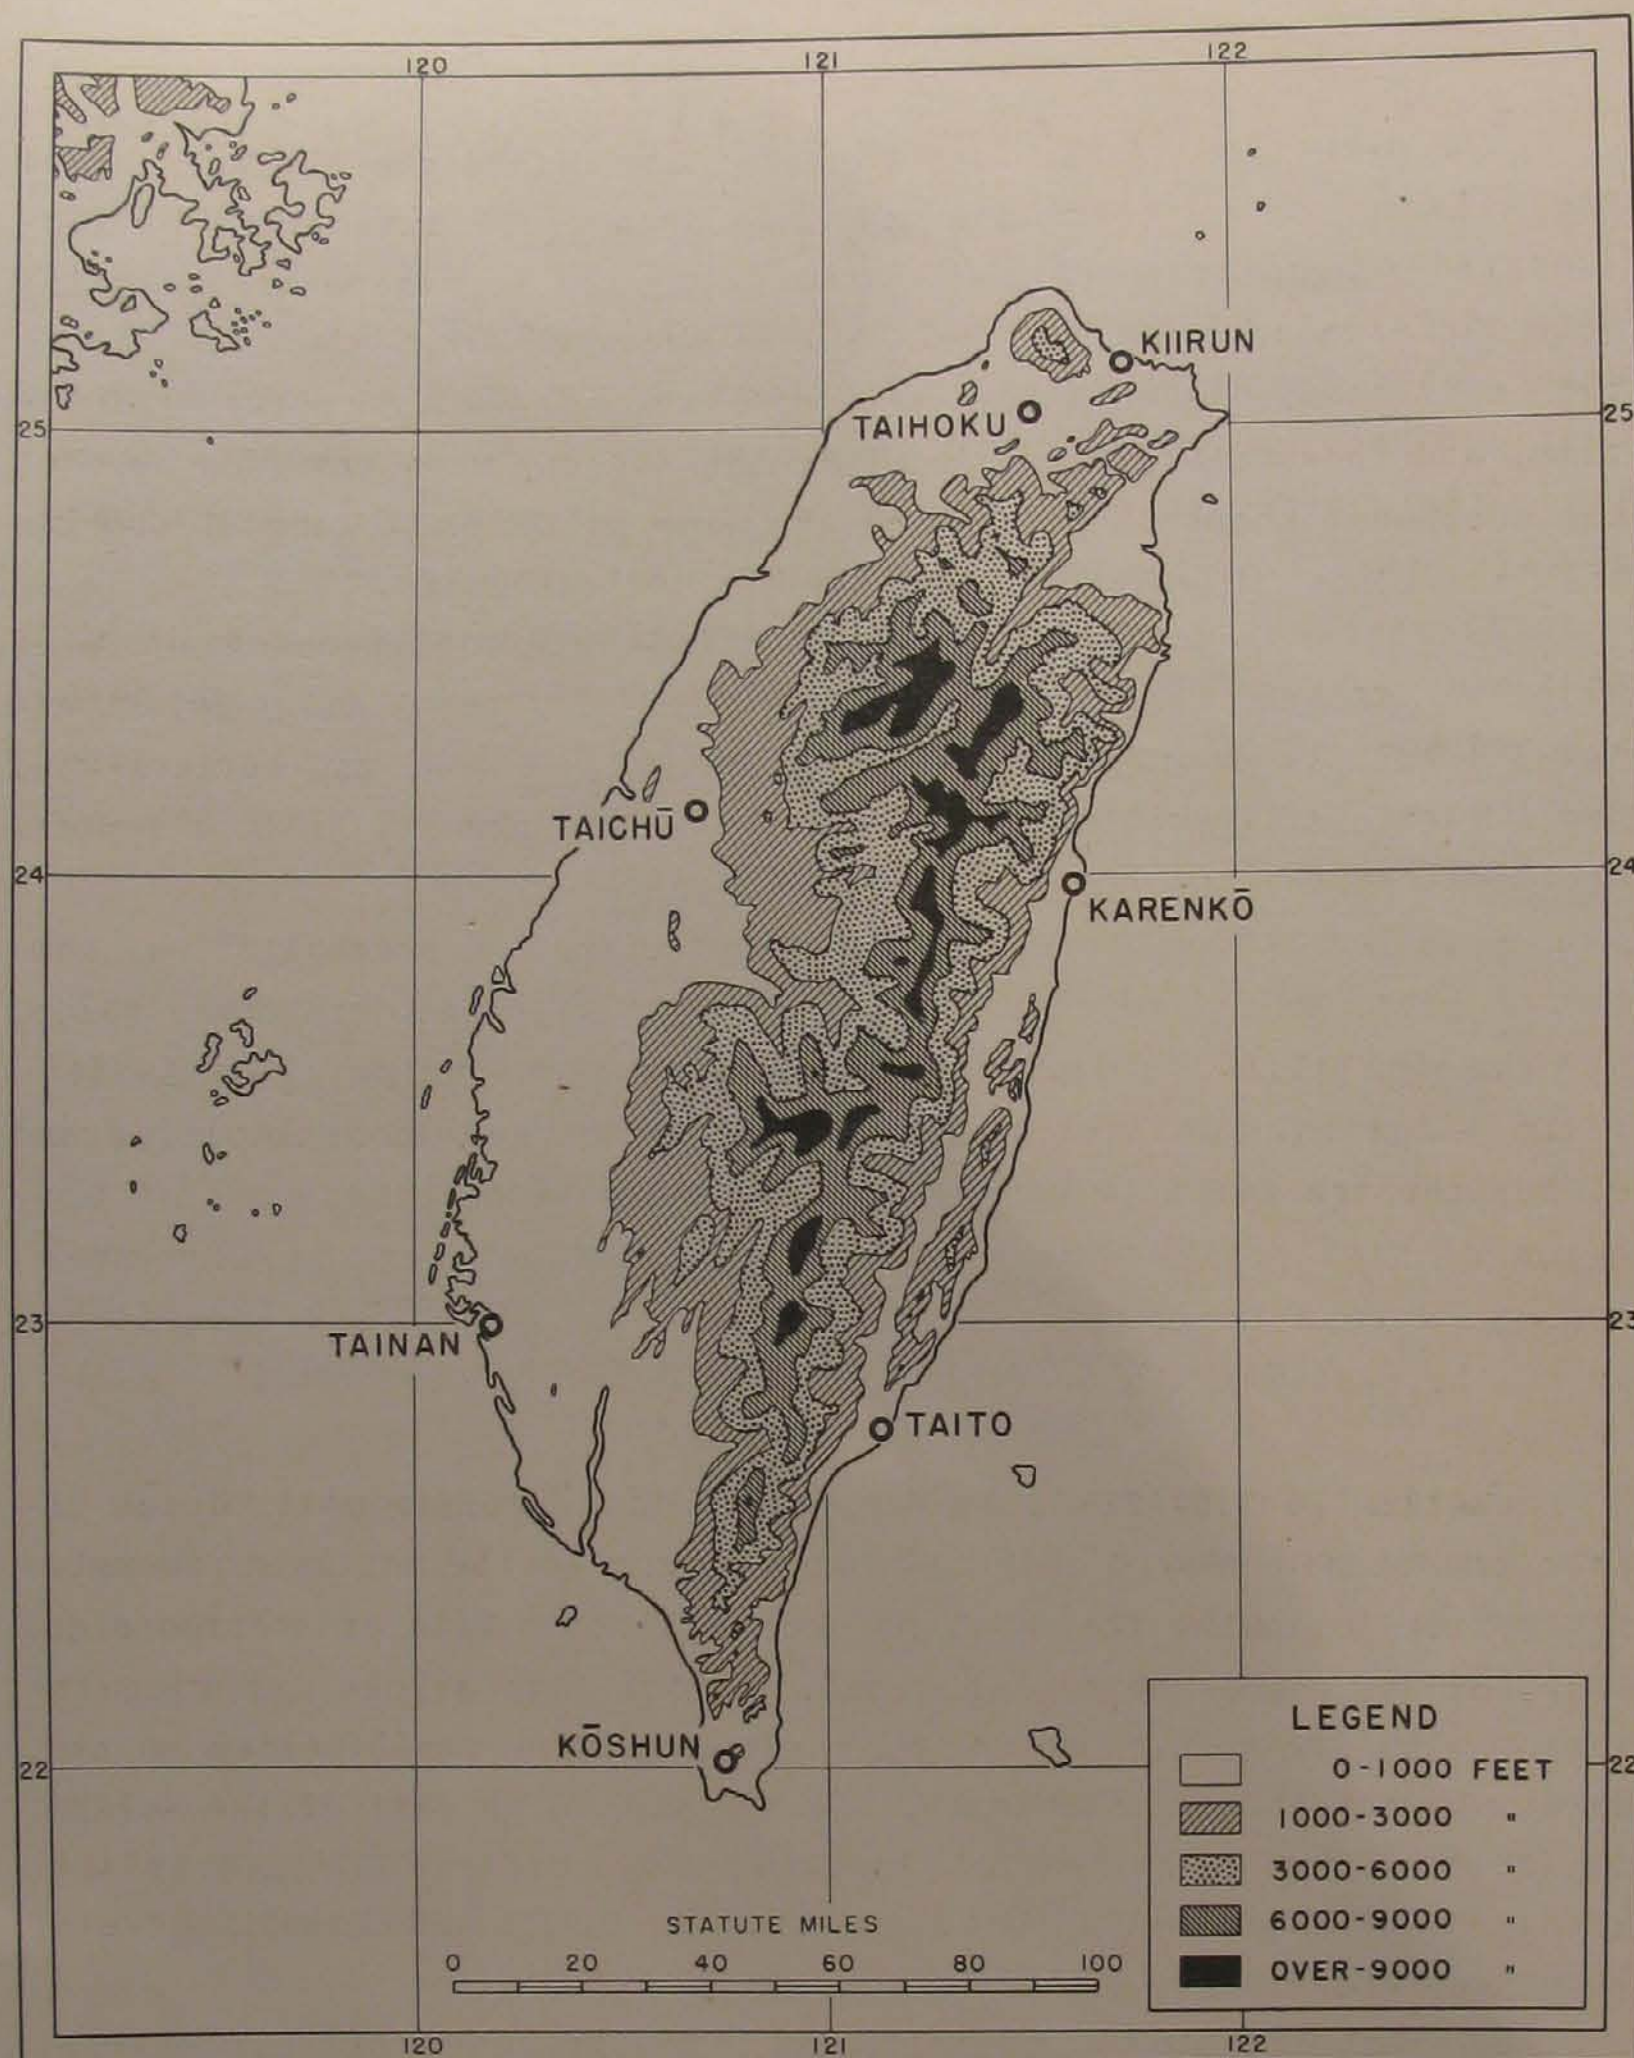 120 121 122
KIIRUN
TAIHOKU
25 25
TAICHŪ
24 24
KARENKŌ
23 23
TAINAN
TAITO
KŌSHUN
22 22
LEGEND
0-1000 FEET
1000-3000 "
3000-6000 "
6000-9000 "
OVER-9000 "
STATUTE MILES
0 20 40 60 80 100
120 121 122